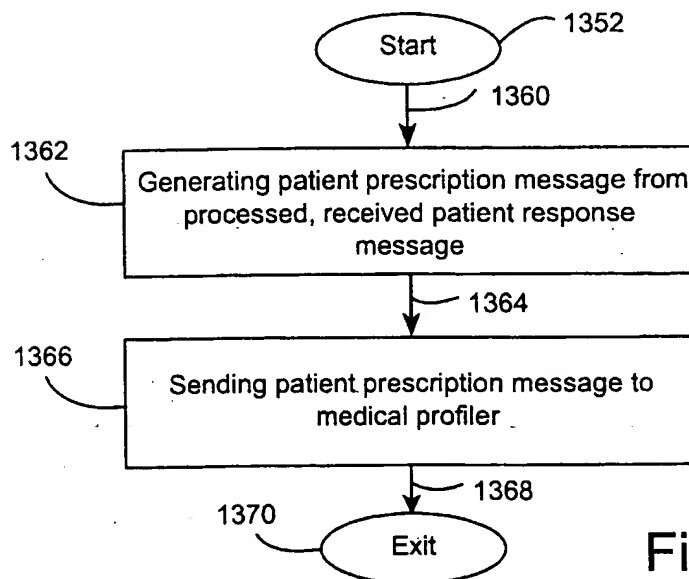 Start
1352
1360
1362
Generating patient prescription message from
processed, received patient response
message
1364
1366
Sending patient prescription message to
medical profiler
1368
1370
Exit
Fi